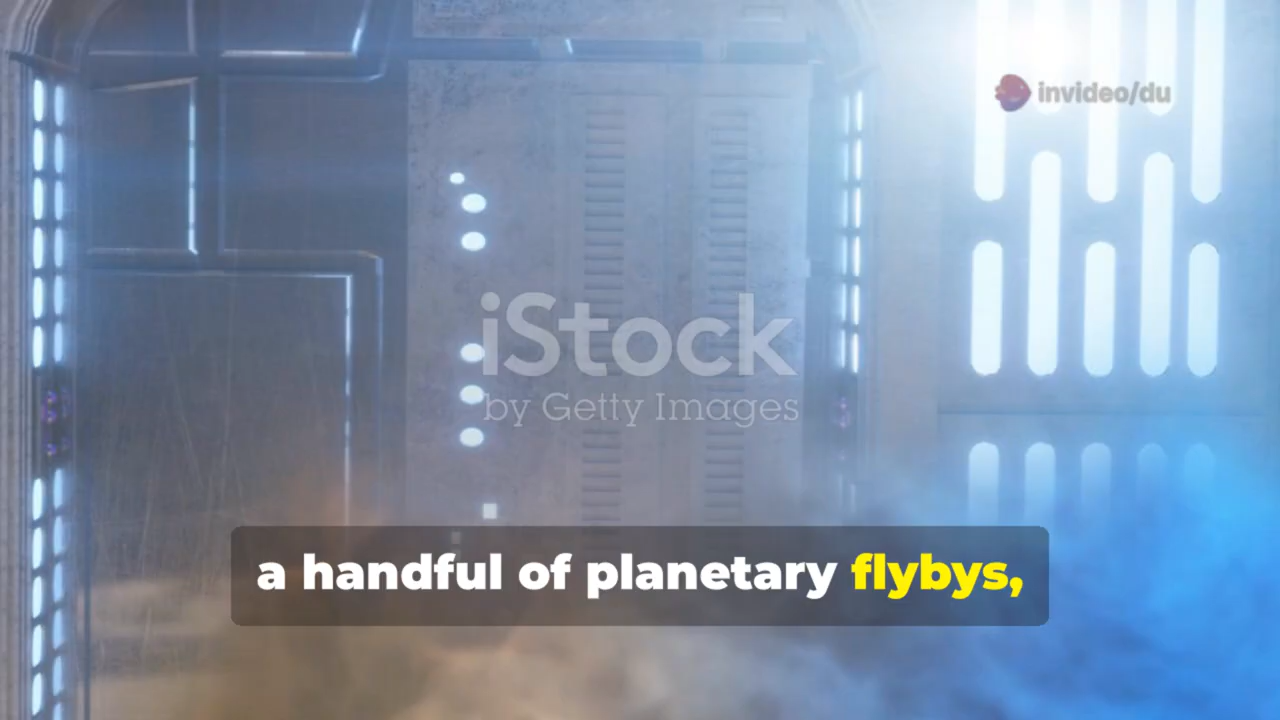 invideo/du
iStock
by Getty Images
a handful of planetary flybys,